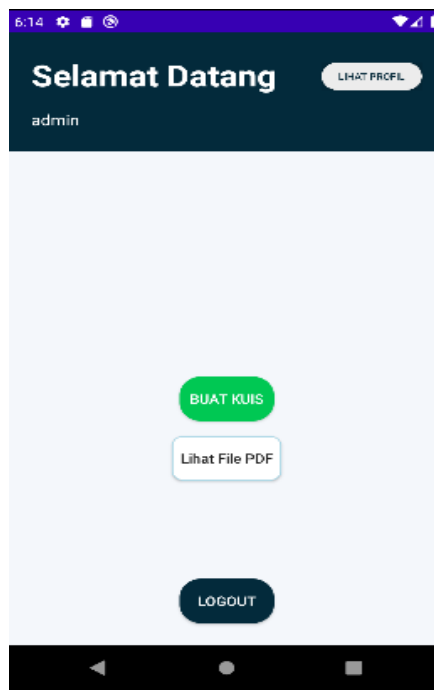 6:14
Selamat Datang
LIHAT PROFIL
admin
BUAT KUIS
Lihat File PDF
LOGOUT